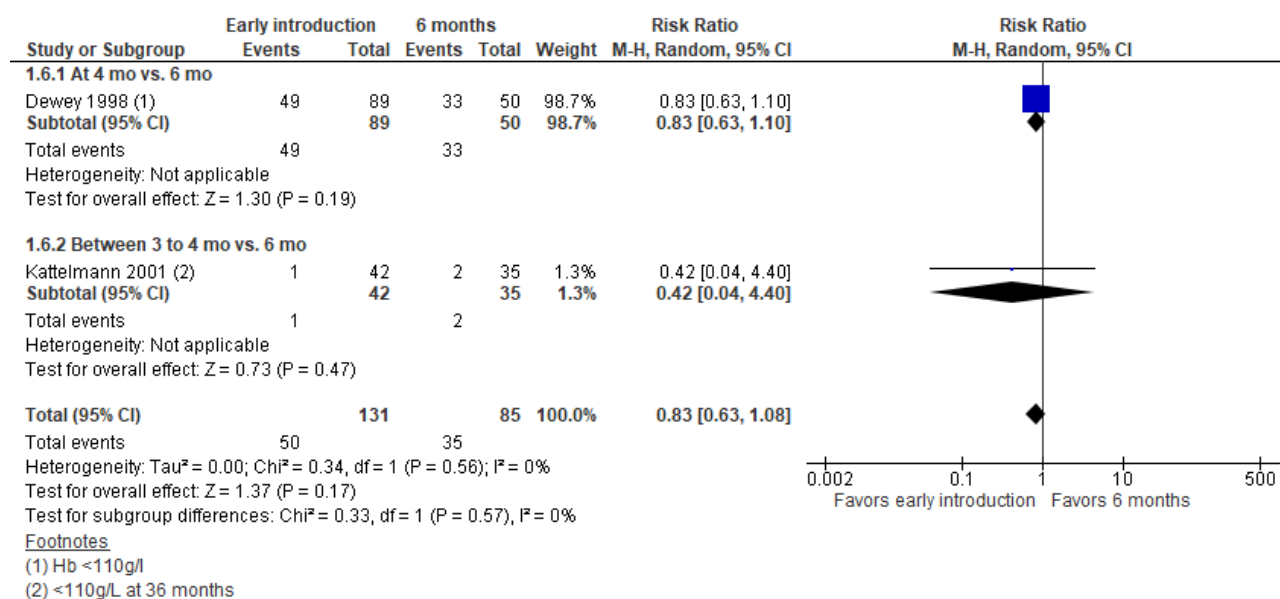 Early introduction 6 months Risk Ratio Risk Ratio
Study or Subgroup Events Total Events Total Weight M-H, Random, 95% CI M-H, Random, 95% CI
1.6.1 At 4 mo vs. 6 mo
Dewey 1998 (1) 49 89 33 50 98.7% 0.83 [0.63, 1.10]
Subtotal (95% CI) 89 50 98.7% 0.83 [0.63, 1.10]
Total events 49 33
Heterogeneity: Not applicable
Test for overall effect: Z = 1.30 (P = 0.19)
1.6.2 Between 3 to 4 mo vs. 6 mo
Kattelmann 2001 (2) 1 42 2 35 1.3% 0.42 [0.04, 4.40]
Subtotal (95% CI) 42 35 1.3% 0.42 [0.04, 4.40]
Total events 1 2
Heterogeneity: Not applicable
Test for overall effect: Z = 0.73 (P = 0.47)
Total (95% CI) 131 85 100.0% 0.83 [0.63, 1.08]
Total events 50 35
Heterogeneity: Tau² = 0.00; Chi² = 0.34, df = 1 (P = 0.56); I² = 0%
Test for overall effect: Z = 1.37 (P = 0.17)
Test for subgroup differences: Chi² = 0.33, df = 1 (P = 0.57), I² = 0%
0.002 0.1 1 10 500
Favors early introduction Favors 6 months
Footnotes
(1) Hb <110g/l
(2) <110g/L at 36 months